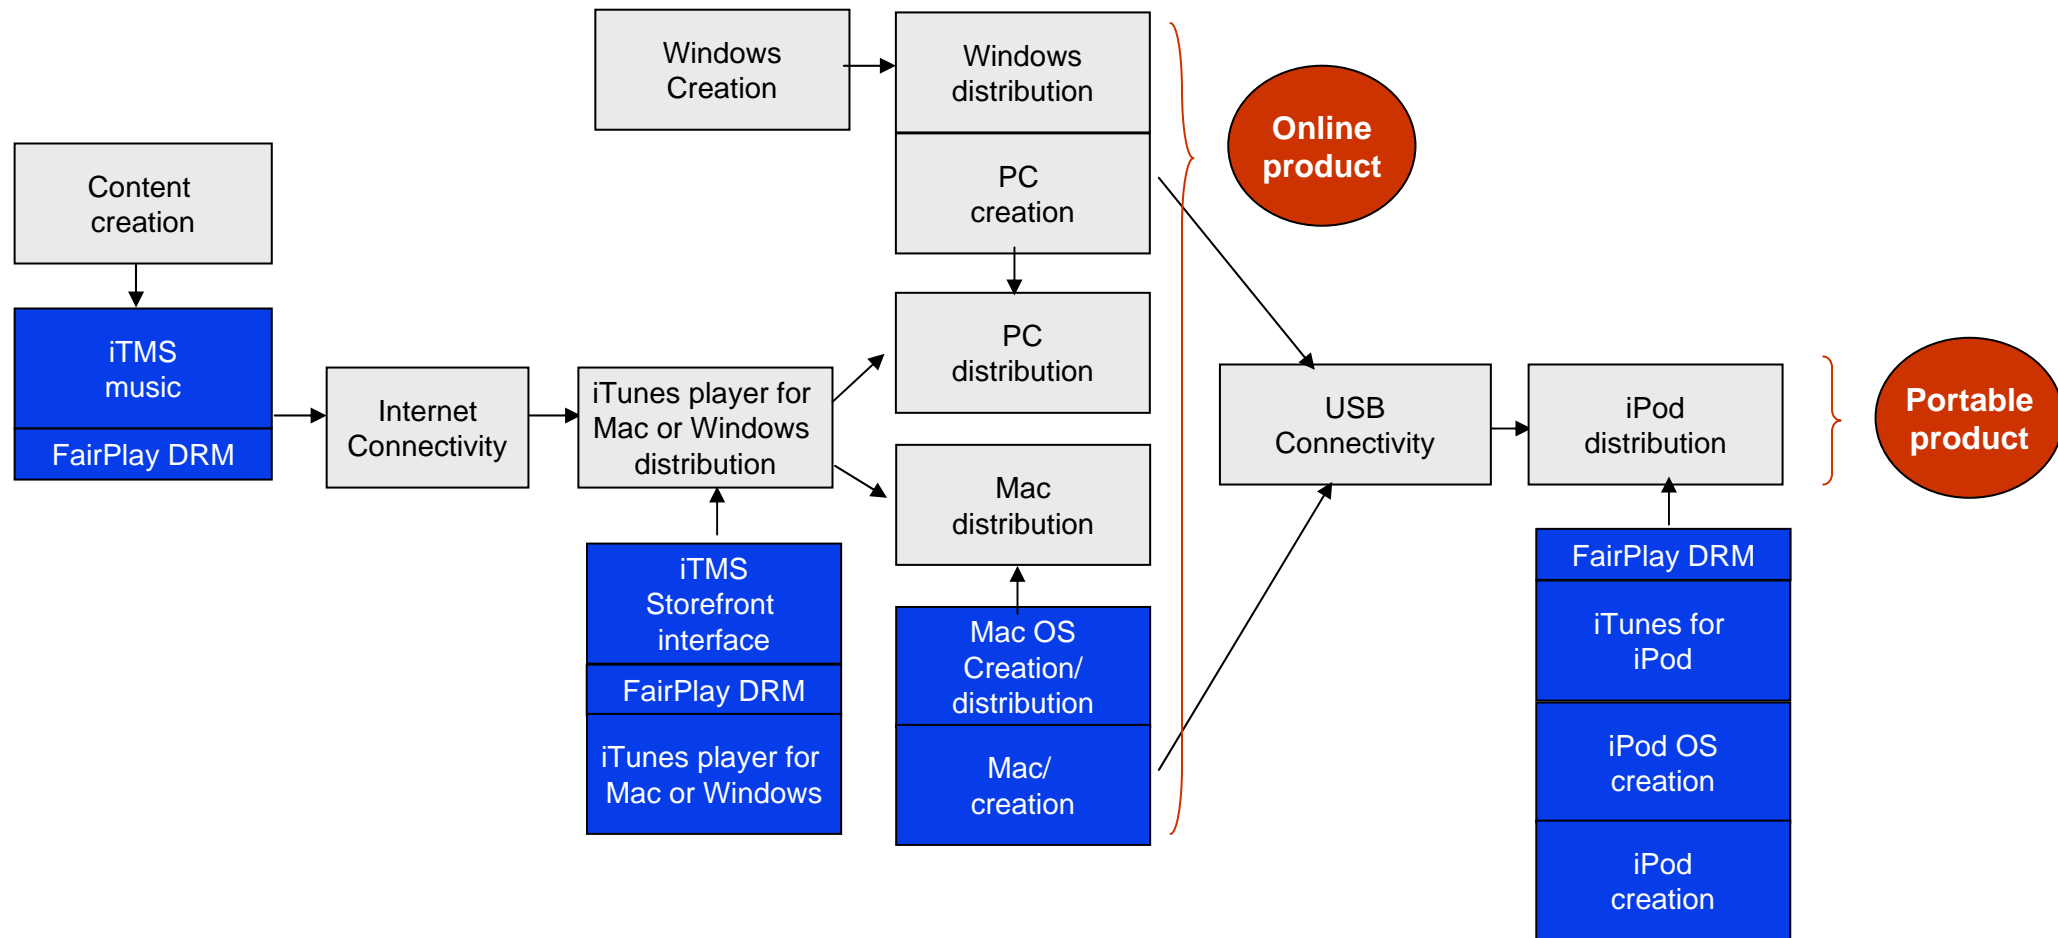 Windows
Creation
Windows
distribution
Online
product
PC
creation
Content
creation
PC
distribution
iTMS
music
FairPlay DRM
Internet
Connectivity
iTunes player for
Mac or Windows
distribution
USB
Connectivity
iPod
distribution
Portable
product
Mac
distribution
iTMS
Storefront
interface
FairPlay DRM
iTunes player for
Mac or Windows
Mac OS
Creation/
distribution
Mac/
creation
FairPlay DRM
iTunes for
iPod
iPod OS
creation
iPod
creation